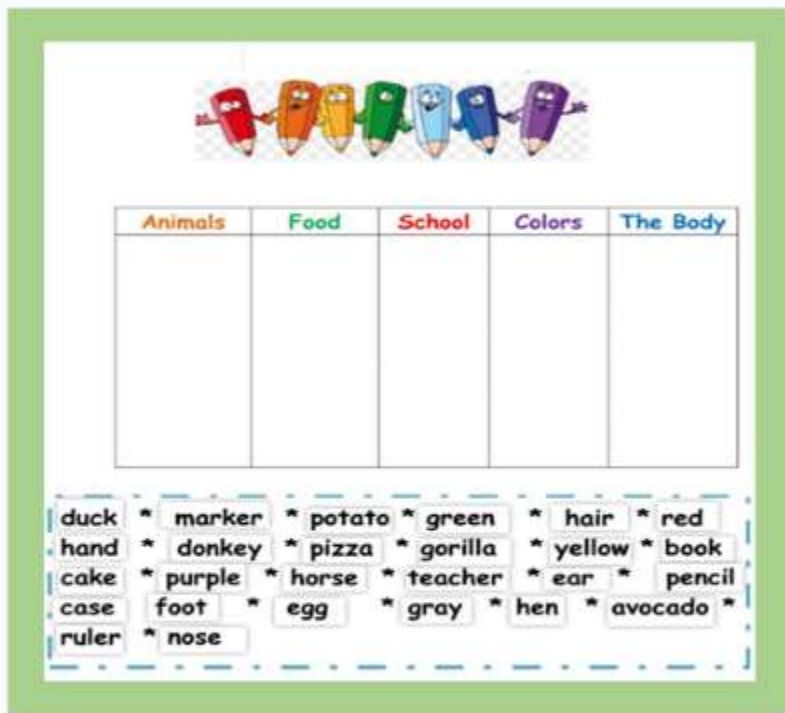 Animals Food School Colors The Body
duck * marker * potato * green * hair * red
hand * donkey * pizza * gorilla * yellow * book
cake * purple * horse * teacher * ear * pencil
case foot * egg * gray * hen * avocado *
ruler * nose